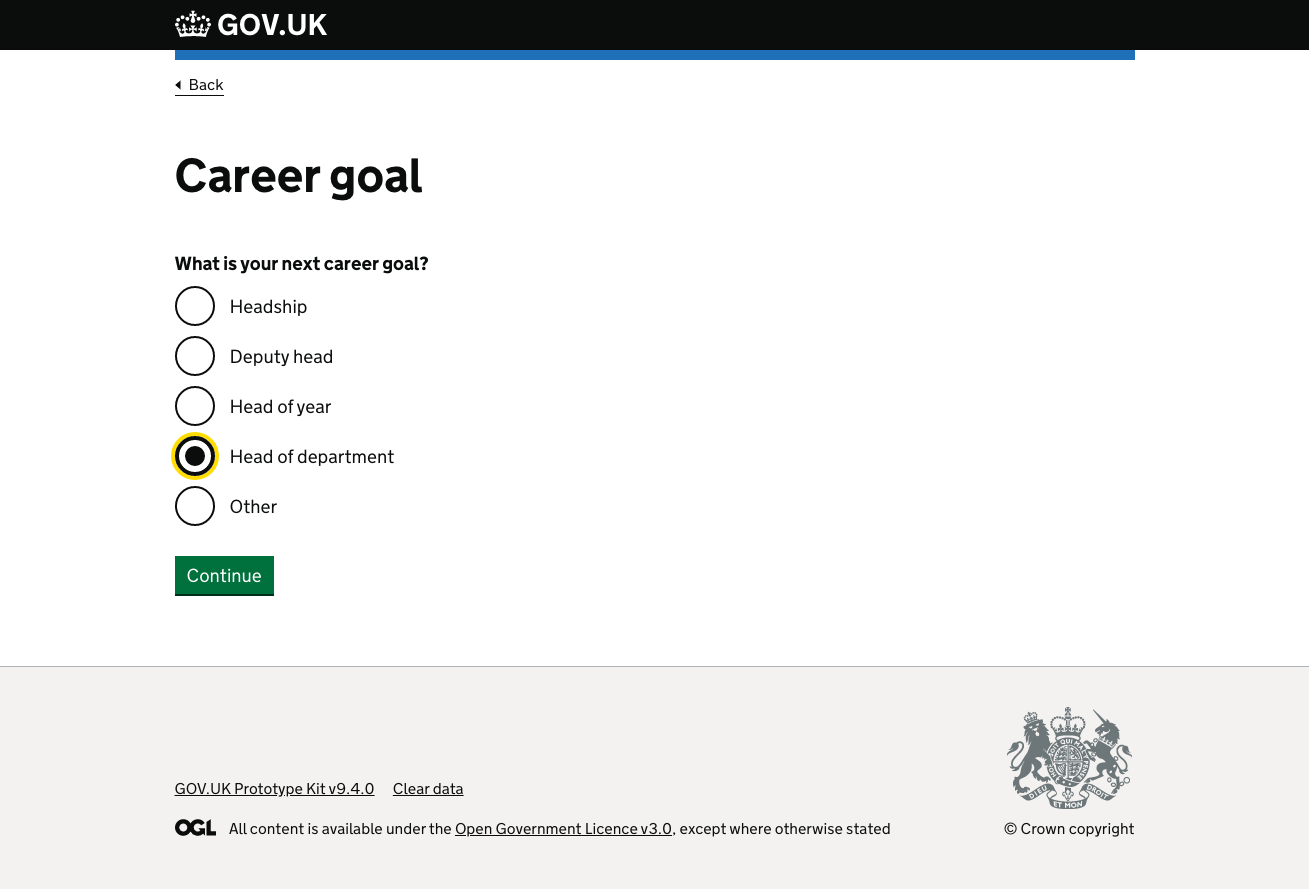 GOV.UK
Back
Career goal
What is your next career goal?
Headship
Deputy head
Head of year
Head of department
Other
Continue
GOV.UK Prototype Kit v9.4.0 Clear data
OGL All content is available under the Open Government Licence v3.0, except where otherwise stated
© Crown copyright